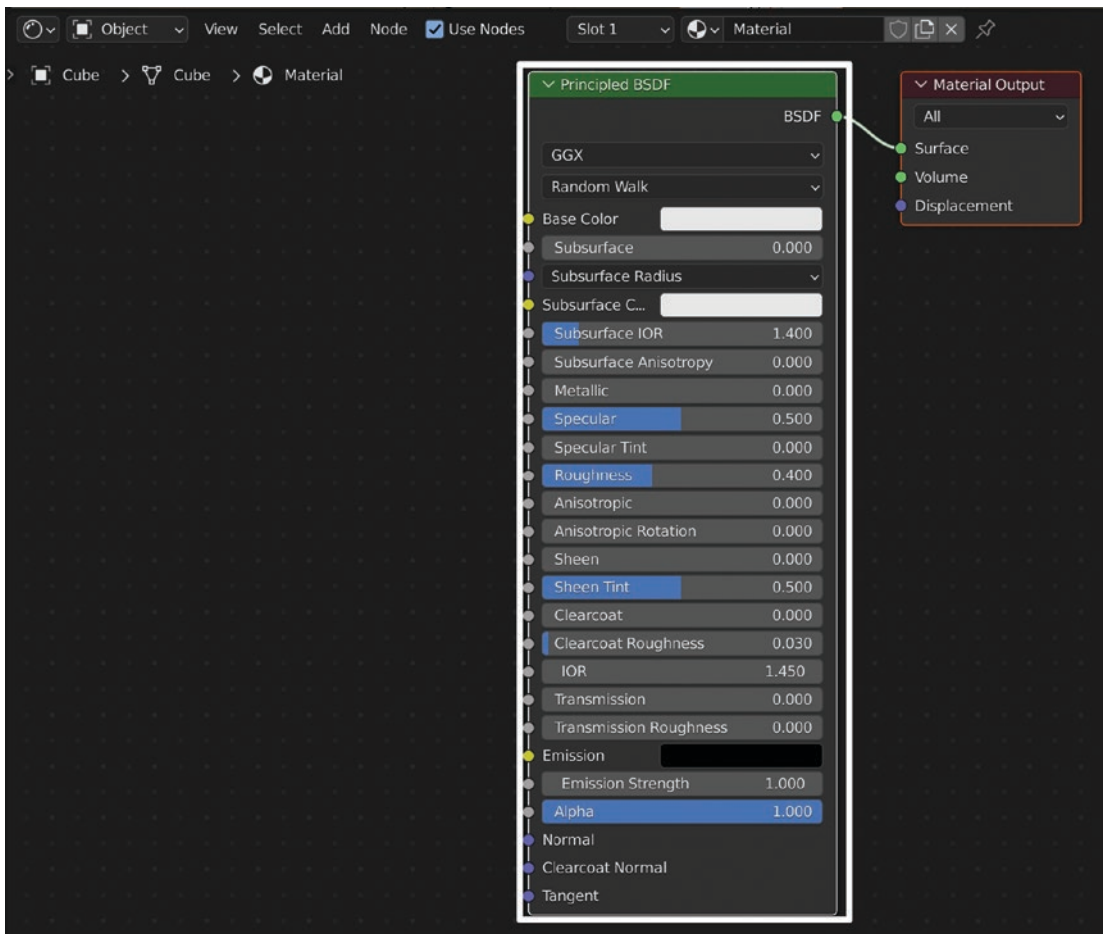 Object View Select Add Node Use Nodes Slot 1 Material
Cube Cube Material
Principled BSDF
BSDF
GGX
Random Walk
Base Color
Subsurface 0.000
Subsurface Radius
Subsurface C...
Subsurface IOR 1.400
Subsurface Anisotropy 0.000
Metallic 0.000
Specular 0.500
Specular Tint 0.000
Roughness 0.400
Anisotropic 0.000
Anisotropic Rotation 0.000
Sheen 0.000
Sheen Tint 0.500
Clearcoat 0.000
Clearcoat Roughness 0.030
IOR 1.450
Transmission 0.000
Transmission Roughness 0.000
Emission
Emission Strength 1.000
Alpha 1.000
Normal
Clearcoat Normal
Tangent
Material Output
All
Surface
Volume
Displacement